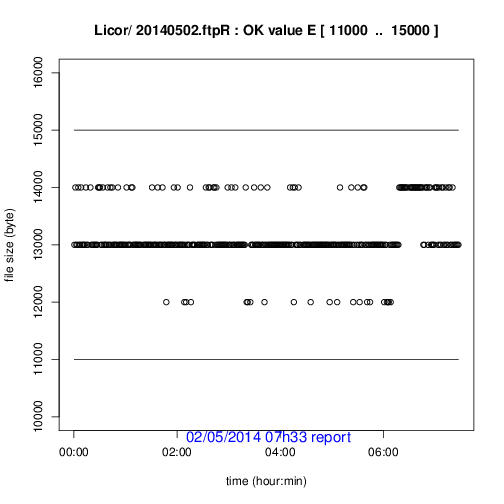 Licor/ 20140502.ftpR : OK value E [ 11000 .. 15000 ]
file size (byte)
16000
15000
14000
13000
12000
11000
10000
02/05/2014 07h33 report
00:00 02:00 04:00 06:00
time (hour:min)